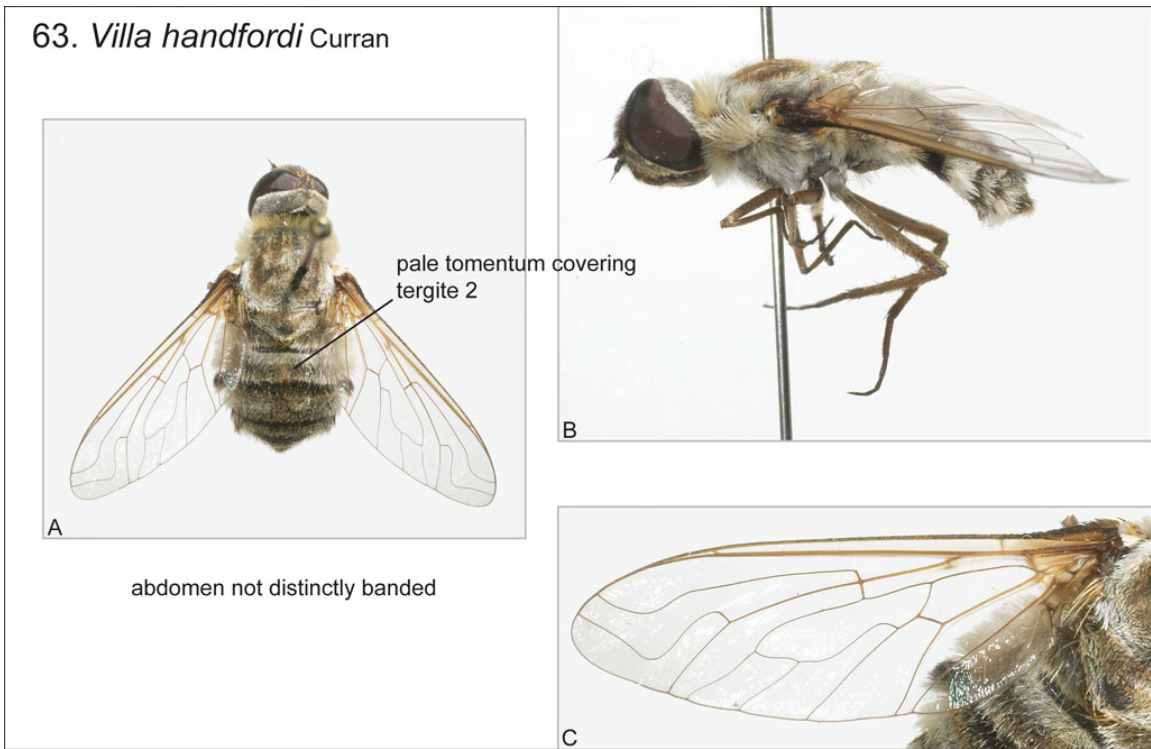 63. Villa handfordi Curran
pale tomentum covering
tergite 2
A
abdomen not distinctly banded
B
C